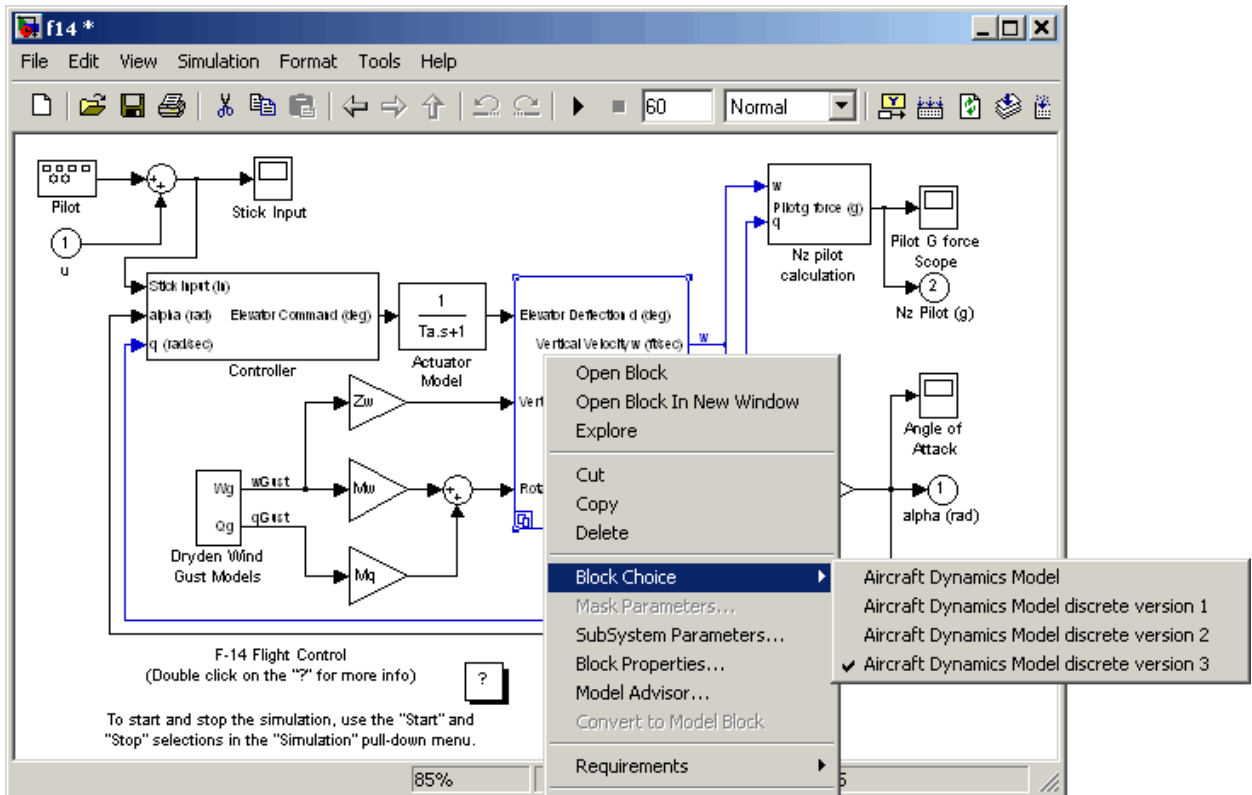 f14 *
File Edit View Simulation Format Tools Help
60 Normal
Pilot
Stick Input
1
u
w
Pilot g force (g)
q
Nz pilot
calculation
Pilot G force
Scope
2
Nz Pilot (g)
Stick Input (in)
alpha (rad)
Elevator Command (deg)
q (rad/sec)
Controller
1
Ta.s+1
Actuator
Model
Elevator Deflection d (deg)
Vertical Velocity w (ft/sec)
w
Vert
Rota
Zw
Mw
Mq
Wg
wGust
Qg
qGust
Dryden Wind
Gust Models
Angle of
Attack
1
alpha (rad)
Open Block
Open Block In New Window
Explore
Cut
Copy
Delete
Block Choice
Mask Parameters...
SubSystem Parameters...
Block Properties...
Model Advisor...
Convert to Model Block
Requirements
Aircraft Dynamics Model
Aircraft Dynamics Model discrete version 1
Aircraft Dynamics Model discrete version 2
Aircraft Dynamics Model discrete version 3
F-14 Flight Control
(Double click on the "?" for more info)
?
To start and stop the simulation, use the "Start" and
"Stop" selections in the "Simulation" pull-down menu.
85%